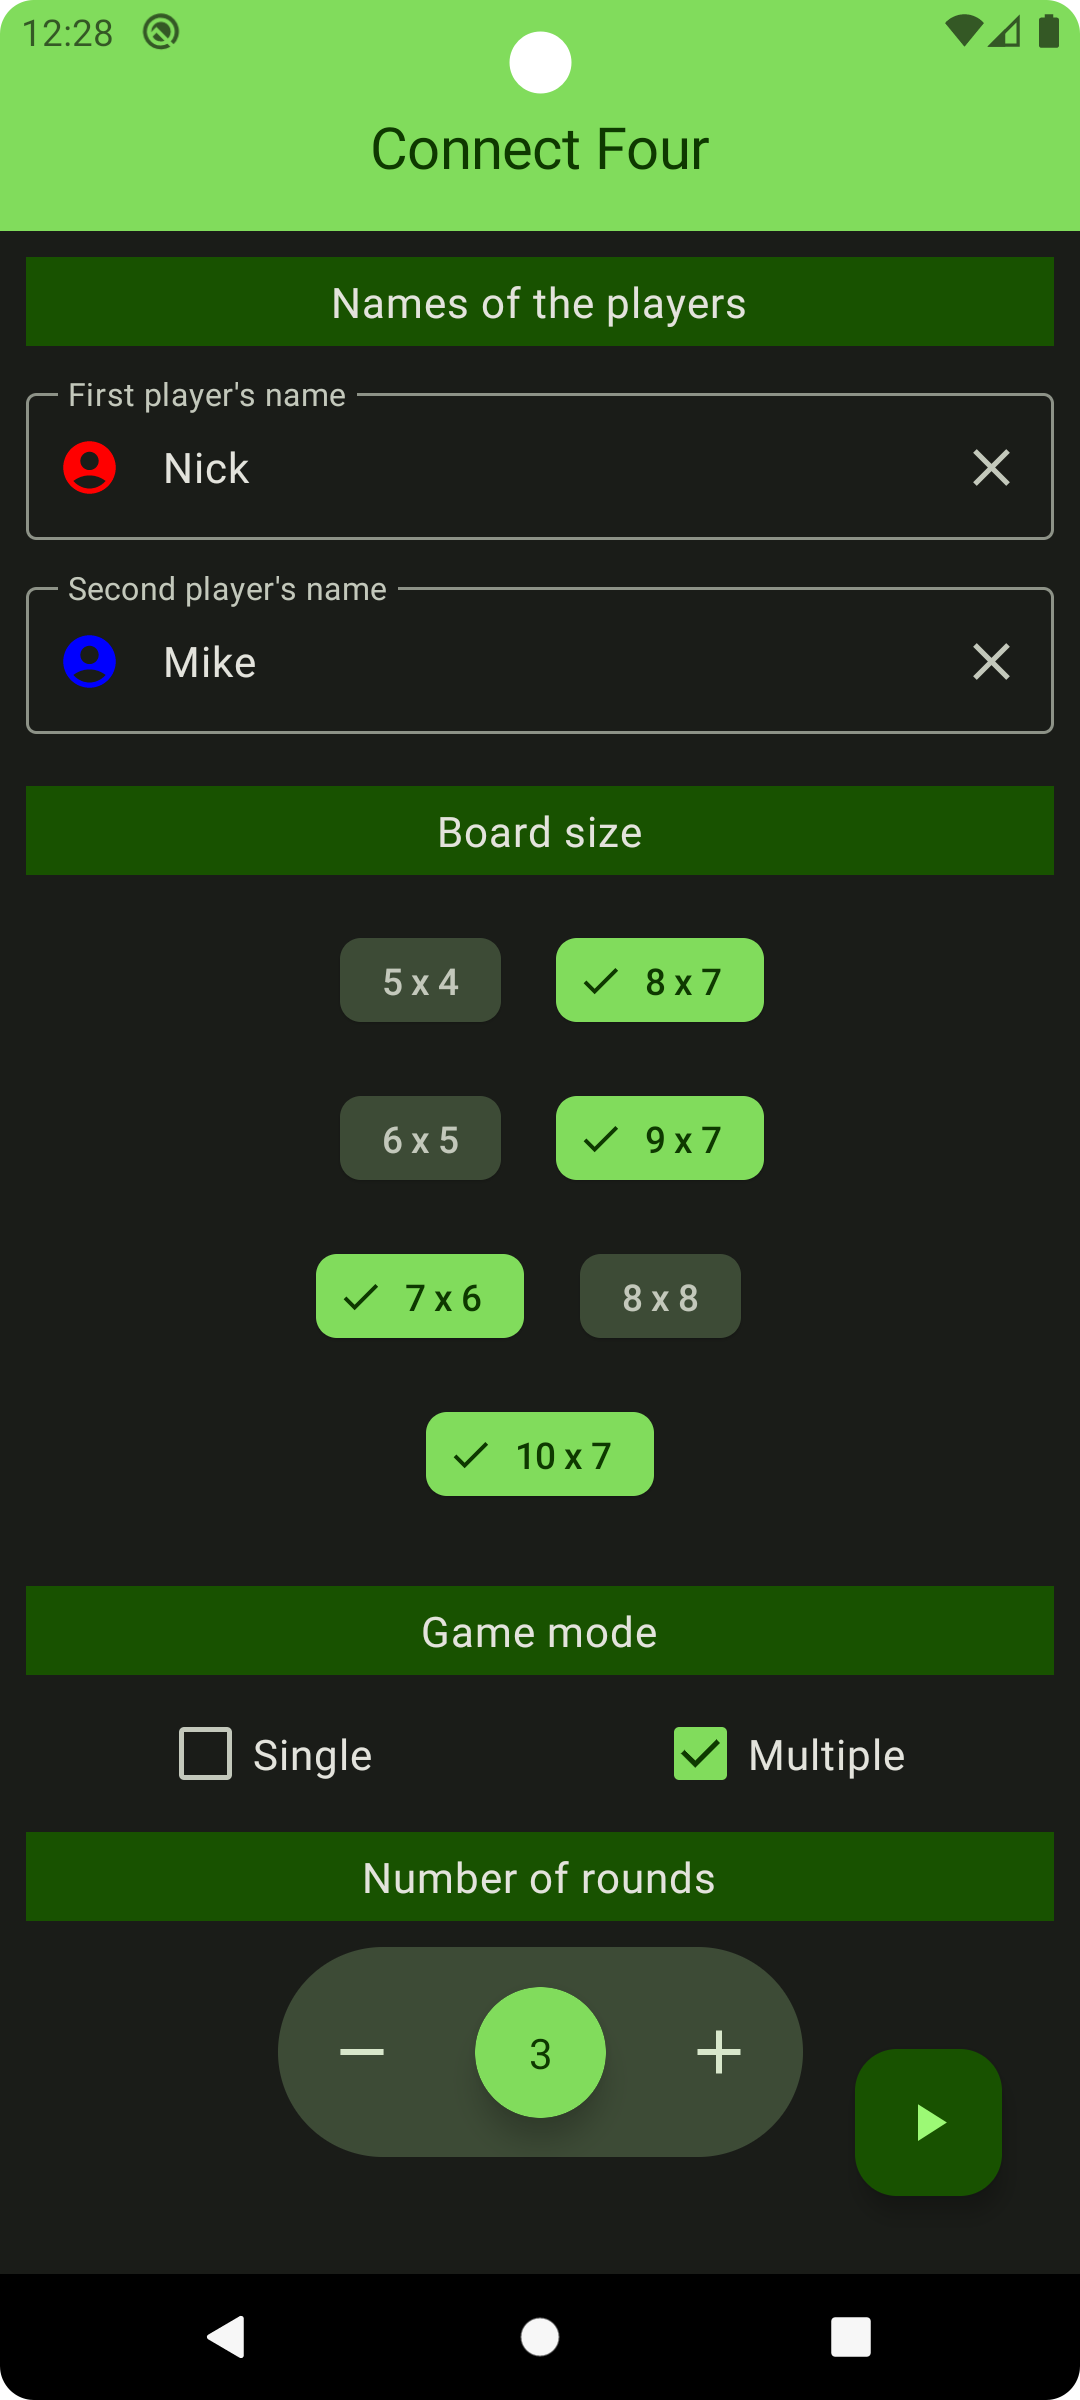 12:28
Connect Four
Names of the players
First player's name
Nick
Second player's name
Mike
Board size
5 x 4
8 x 7
6 x 5
9 x 7
7 x 6
8 x 8
10 x 7
Game mode
Single
Multiple
Number of rounds
3